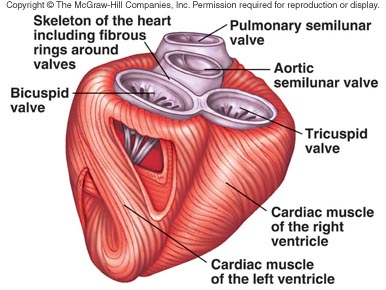 Copyright © The McGraw-Hill Companies, Inc. Permission required for reproduction or display.
Skeleton of the heart
including fibrous
rings around
valves
Pulmonary semilunar
valve
Aortic
semilunar valve
Bicuspid
valve
Tricuspid
valve
Cardiac muscle
of the right
ventricle
Cardiac muscle
of the left ventricle